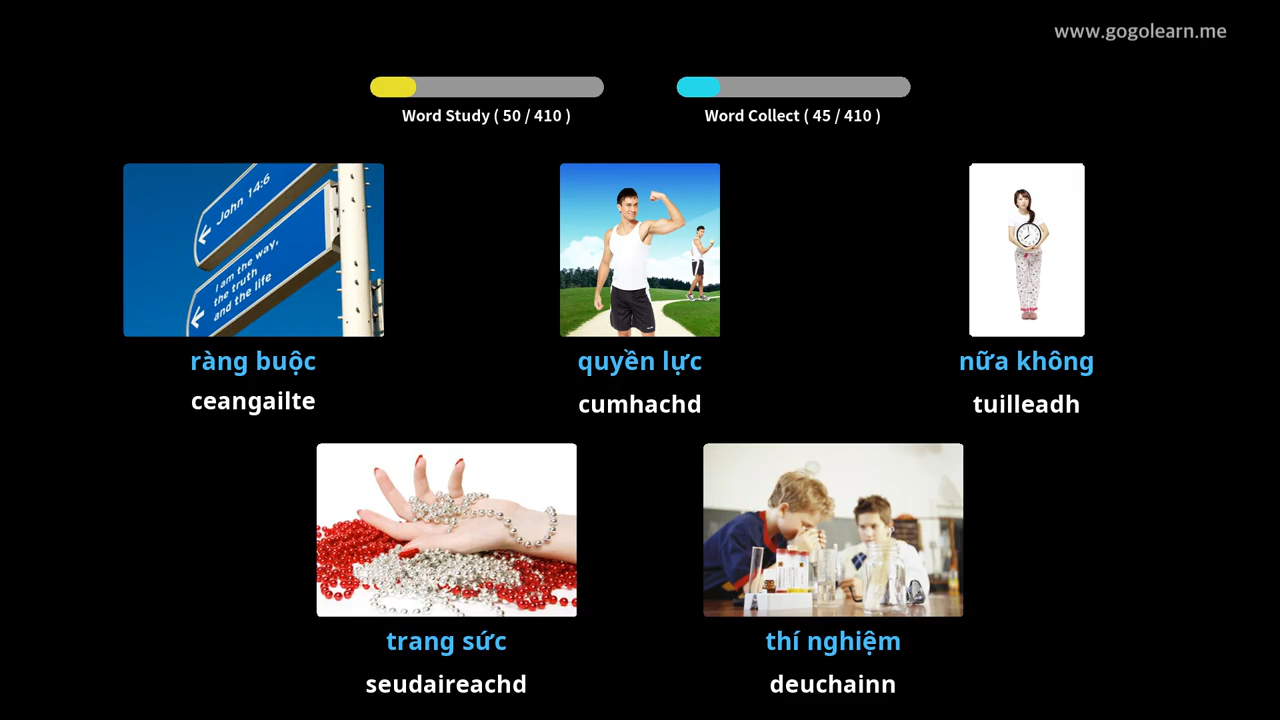 www.gogolearn.me
Word Study ( 50 / 410 )
Word Collect ( 45 / 410 )
John 14:6
I am the way,
the truth
and the life
ràng buộc
quyền lực
nữa không
ceangailte
cumhachd
tuilleadh
trang sức
thí nghiệm
seudaireachd
deuchainn